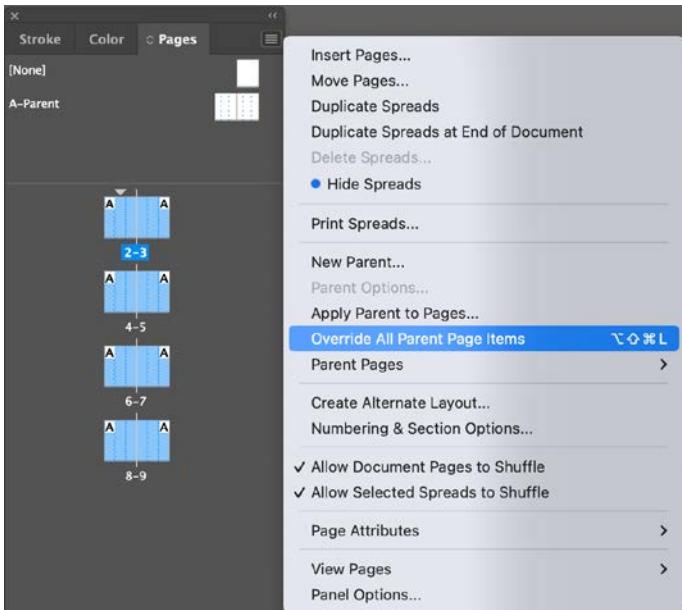 Stroke Color Pages
[None]
A-Parent
A A
2-3
A A
4-5
A A
6-7
A A
8-9
Insert Pages...
Move Pages...
Duplicate Spreads
Duplicate Spreads at End of Document
Delete Spreads...
Hide Spreads
Print Spreads...
New Parent...
Parent Options...
Apply Parent to Pages...
Override All Parent Page Items ⌥⇧⌘L
Parent Pages >
Create Alternate Layout...
Numbering & Section Options...
✓ Allow Document Pages to Shuffle
✓ Allow Selected Spreads to Shuffle
Page Attributes >
View Pages >
Panel Options...